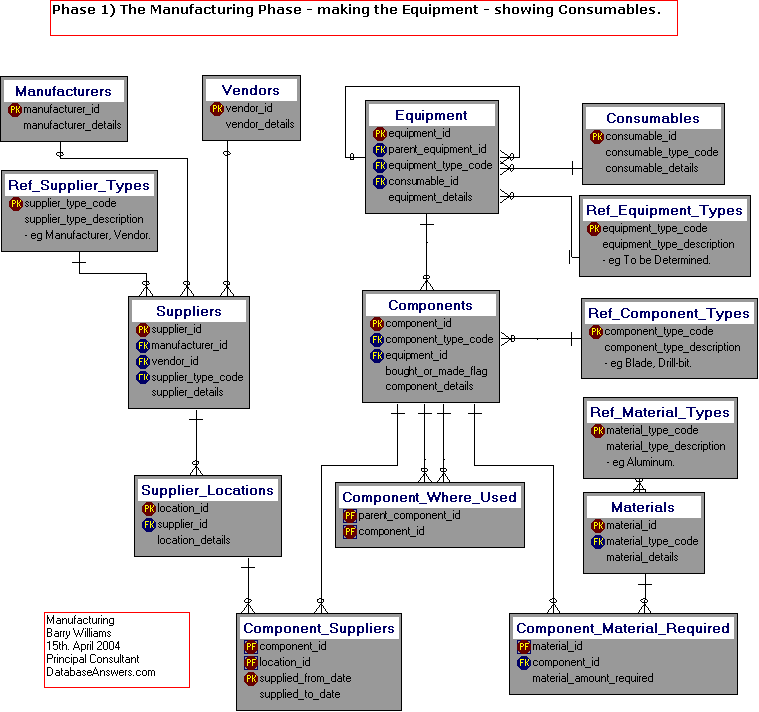 Phase 1) The Manufacturing Phase - making the Equipment - showing Consumables.
Manufacturers
PK manufacturer_id
manufacturer_details
Vendors
PK vendor_id
vendor_details
Equipment
PK equipment_id
FK parent_equipment_id
FK equipment_type_code
FK consumable_id
equipment_details
Consumables
PK consumable_id
consumable_type_code
consumable_details
Ref_Supplier_Types
PK supplier_type_code
supplier_type_description
- eg Manufacturer, Vendor.
Ref_Equipment_Types
PK equipment_type_code
equipment_type_description
- eg To be Determined.
Suppliers
PK supplier_id
FK manufacturer_id
FK vendor_id
FK supplier_type_code
supplier_details
Components
PK component_id
FK component_type_code
FK equipment_id
bought_or_made_flag
component_details
Ref_Component_Types
PK component_type_code
component_type_description
- eg Blade, Drill-bit.
Ref_Material_Types
PK material_type_code
material_type_description
- eg Aluminum.
Supplier_Locations
PK location_id
FK supplier_id
location_details
Component_Where_Used
PF parent_component_id
PF component_id
Materials
PK material_id
FK material_type_code
material_details
Manufacturing
Barry Williams
15th. April 2004
Principal Consultant
DatabaseAnswers.com
Component_Suppliers
PF component_id
PF location_id
PK supplied_from_date
supplied_to_date
Component_Material_Required
PF material_id
FK component_id
material_amount_required